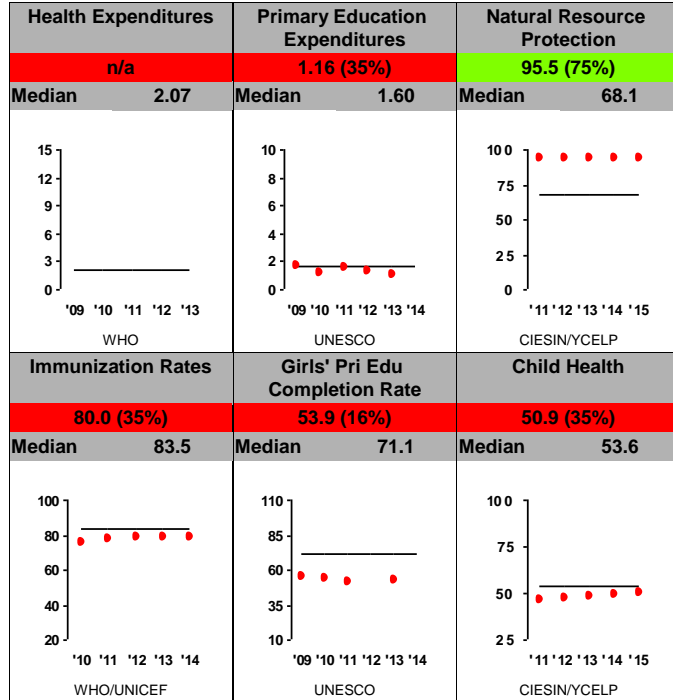 Health Expenditures
n/a
Median 2.07
15
12
9
6
3
0
'09 '10 '11 '12 '13
WHO
Primary Education
Expenditures
1.16 (35%)
Median 1.60
10
8
6
4
2
0
'09 '10 '11 '12 '13 '14
UNESCO
Natural Resource
Protection
95.5 (75%)
Median 68.1
100
75
50
25
0
'11 '12 '13 '14 '15
CIESIN/YCELP
Immunization Rates
80.0 (35%)
Median 83.5
100
80
60
40
20
'10 '11 '12 '13 '14
WHO/UNICEF
Girls' Pri Edu
Completion Rate
53.9 (16%)
Median 71.1
110
85
60
35
10
'09 '10 '11 '12 '13 '14
UNESCO
Child Health
50.9 (35%)
Median 53.6
100
75
50
25
'11 '12 '13 '14 '15
CIESIN/YCELP